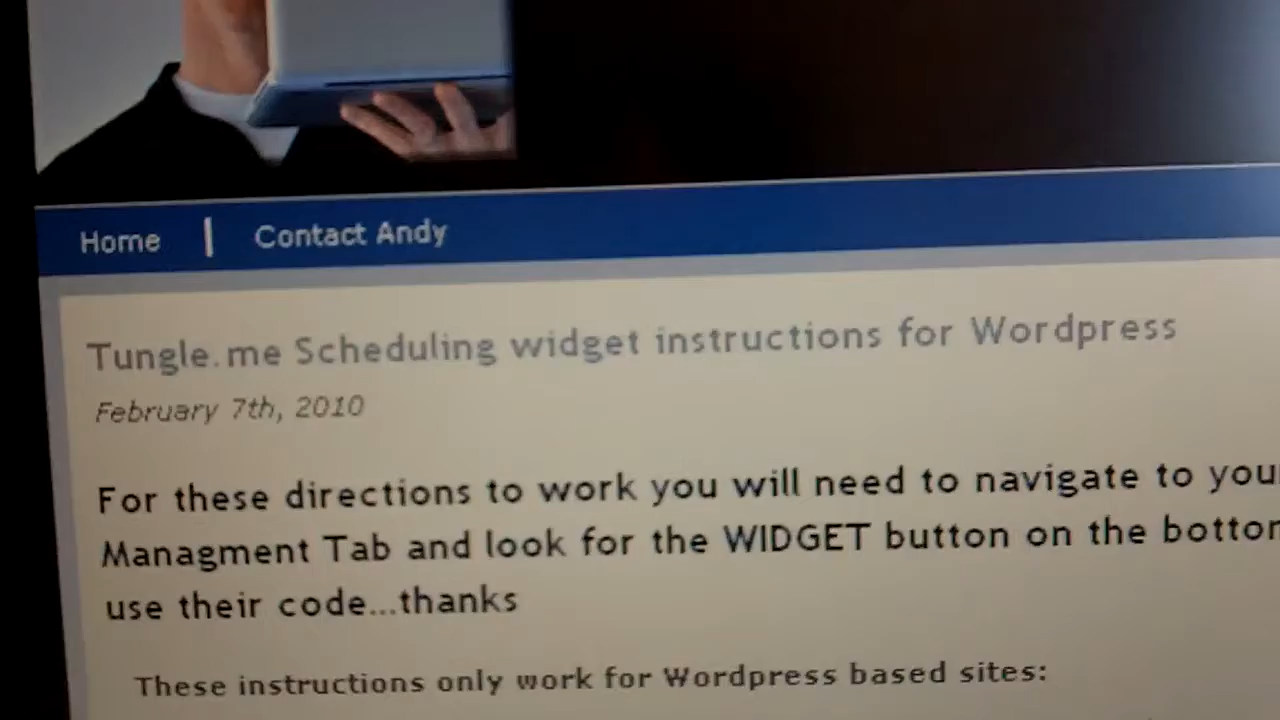 Home | Contact Andy
Tungle.me Scheduling widget instructions for Wordpress
February 7th, 2010
For these directions to work you will need to navigate to
Managment Tab and look for the WIDGET button on the
use their code...thanks
These instructions only work for Wordpress based sites: